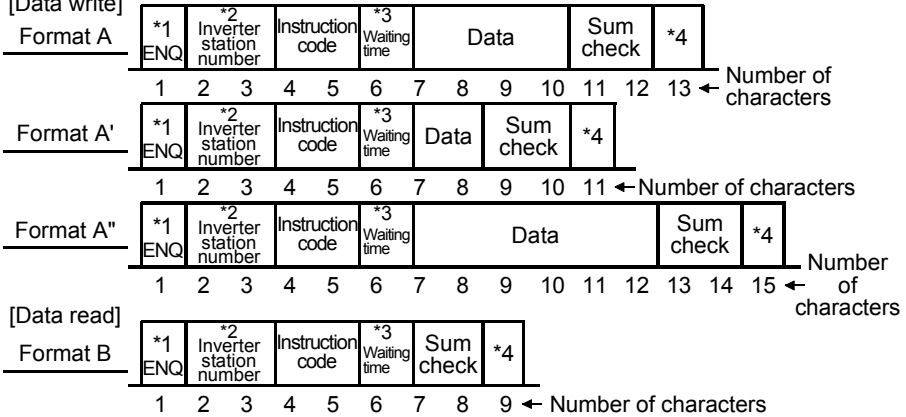 [Data write]
Format A
*1 ENQ
*2 Inverter station number
Instruction code
*3 Waiting time
Data
Sum check
*4
1 2 3 4 5 6 7 8 9 10 11 12 13 ← Number of characters
Format A'
*1 ENQ
*2 Inverter station number
Instruction code
*3 Waiting time
Data
Sum check
*4
1 2 3 4 5 6 7 8 9 10 11 ← Number of characters
Format A"
*1 ENQ
*2 Inverter station number
Instruction code
*3 Waiting time
Data
Sum check
*4
1 2 3 4 5 6 7 8 9 10 11 12 13 14 15 ← Number of characters
[Data read]
Format B
*1 ENQ
*2 Inverter station number
Instruction code
*3 Waiting time
Sum check
*4
1 2 3 4 5 6 7 8 9 ← Number of characters